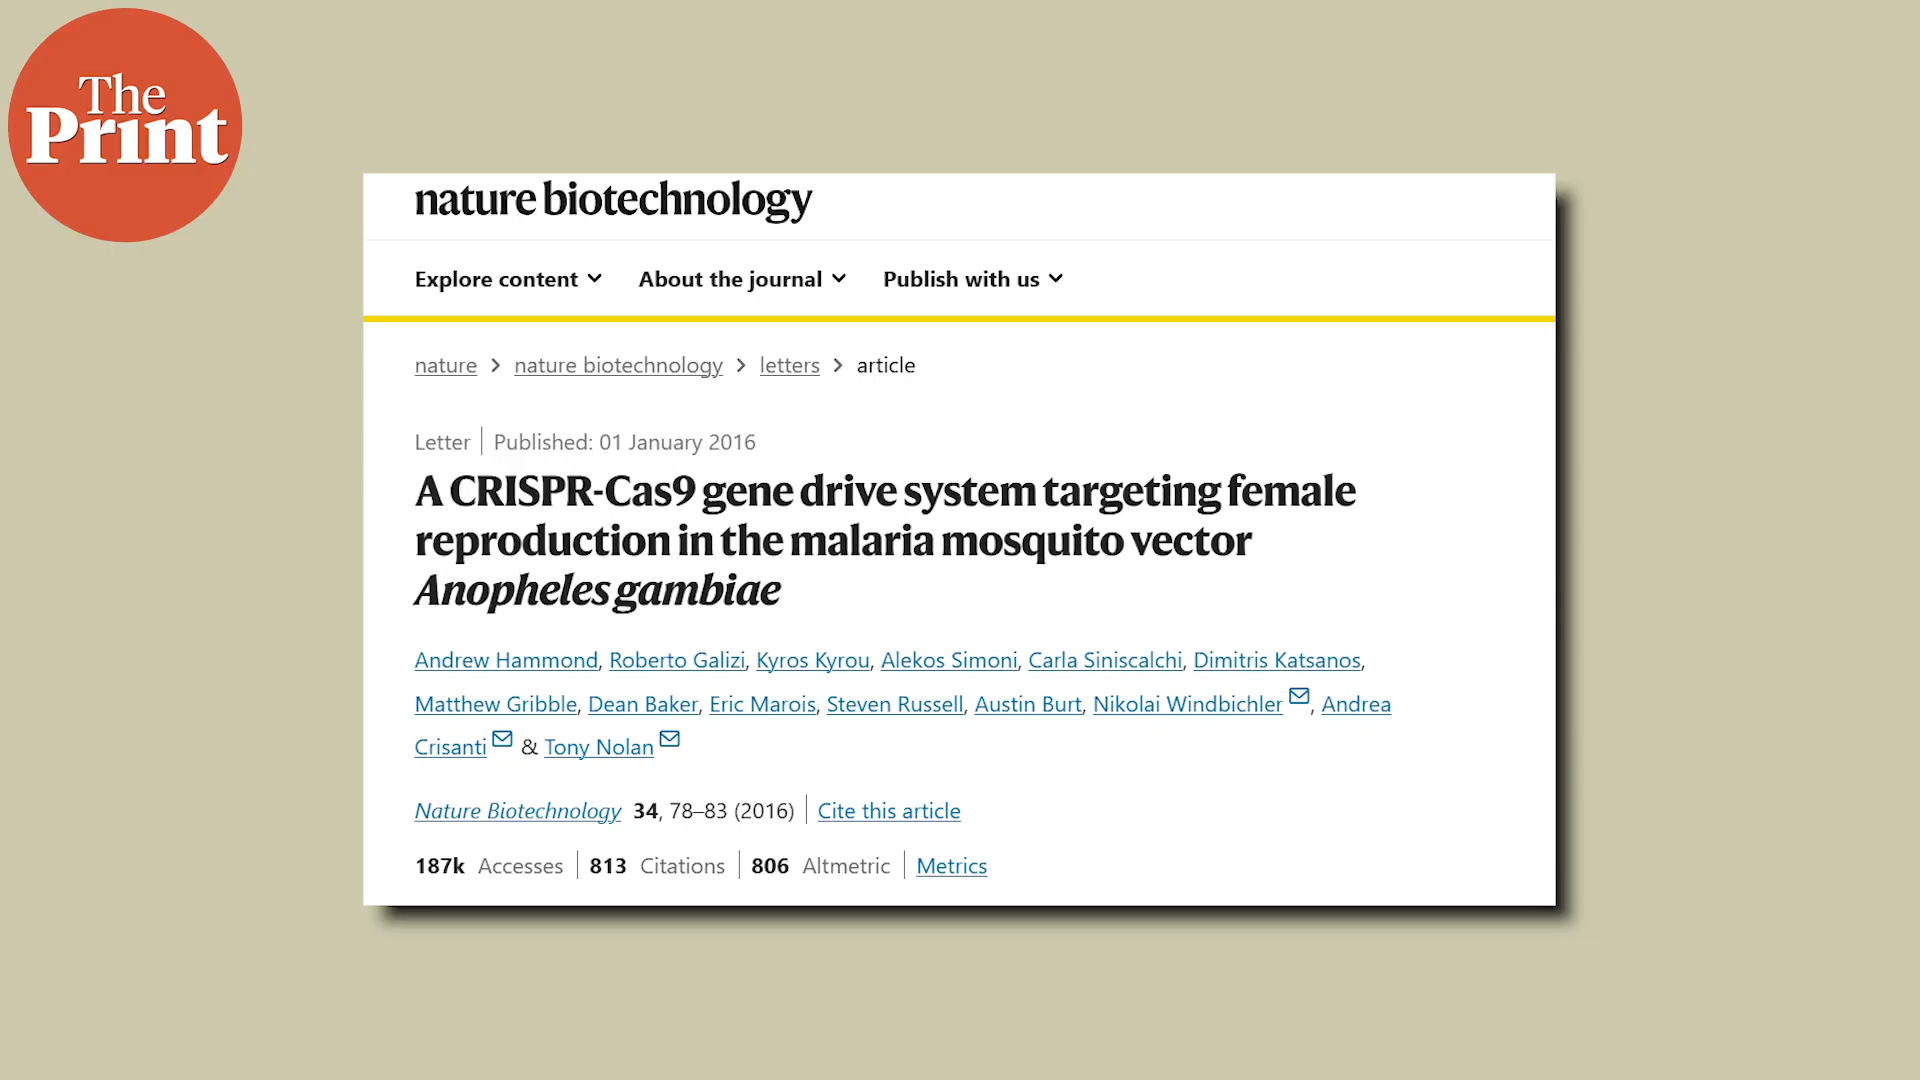 The
Print
nature biotechnology
Explore content About the journal Publish with us
nature > nature biotechnology > letters > article
Letter | Published: 01 January 2016
A CRISPR-Cas9 gene drive system targeting female
reproduction in the malaria mosquito vector
Anopheles gambiae
Andrew Hammond, Roberto Galizi, Kyros Kyrou, Alekos Simoni, Carla Siniscalchi, Dimitris Katsanos,
Matthew Gribble, Dean Baker, Eric Marois, Steven Russell, Austin Burt, Nikolai Windbichler, Andrea
Crisanti & Tony Nolan
Nature Biotechnology 34, 78–83 (2016) | Cite this article
187k Accesses | 813 Citations | 806 Altmetric | Metrics